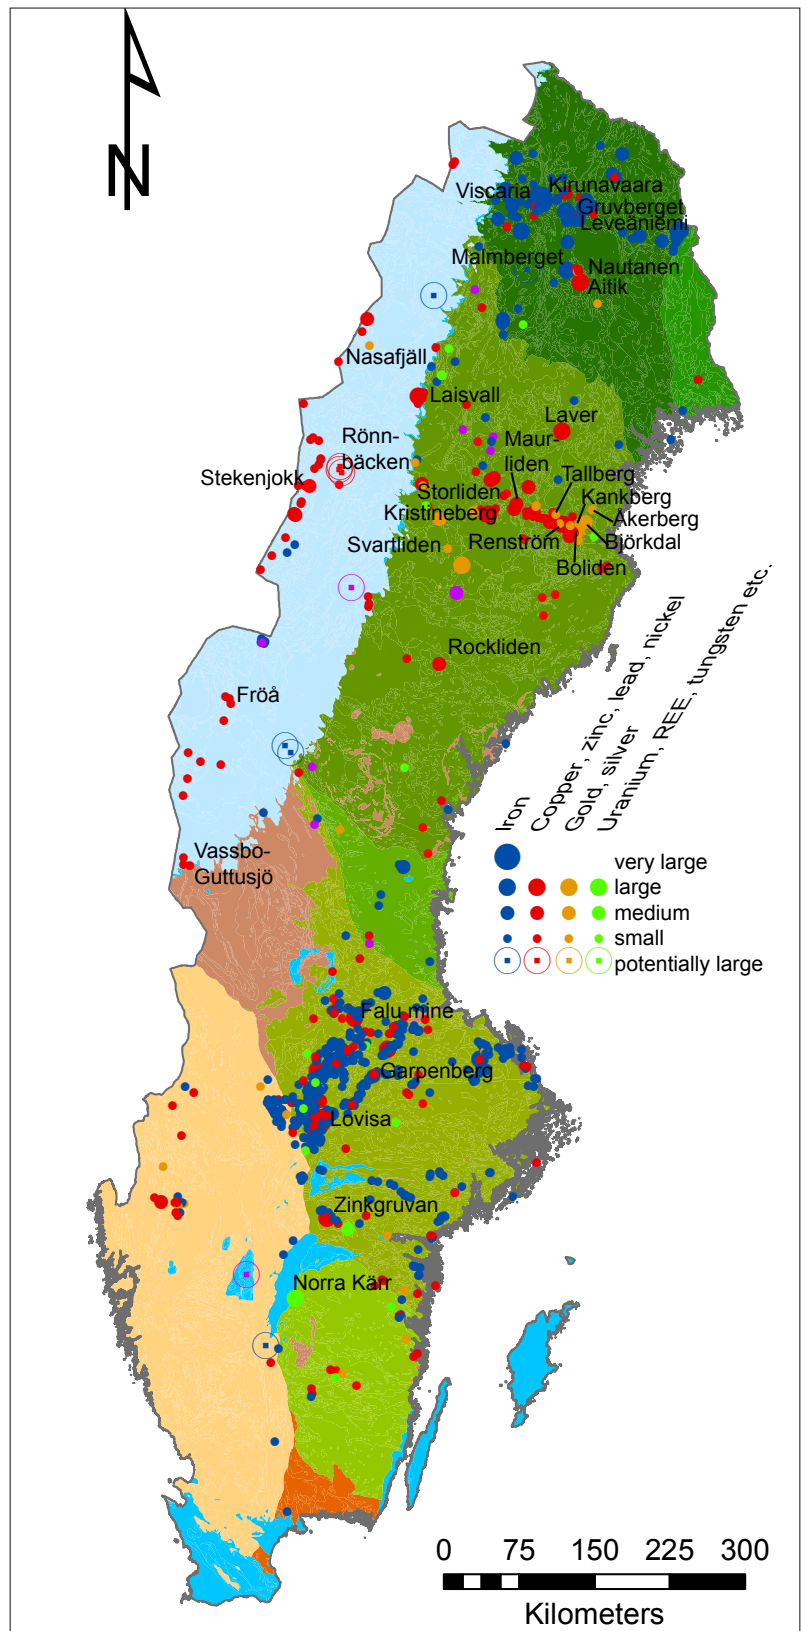 N
Viscaria
Kirunavaara
Gruvberget
Leveäniemi
Malmberget
Nautanen
Aitik
Nasafjäll
Laisvall
Laver
Rönn-
bäcken
Maur-
liden
Stekenjokk
Storliden
Tallberg
Kankberg
Kristineberg
Åkerberg
Svartliden
Renström
Björkdal
Boliden
Rockliden
Fröå
Vassbo-
Guttusjö
Iron
Copper, zinc, lead, nickel
Gold, silver
Uranium, REE, tungsten etc.
very large
large
medium
small
potentially large
Falu mine
Garpenberg
Lovisa
Zinkgruvan
Norra Kärr
0 75 150 225 300
Kilometers